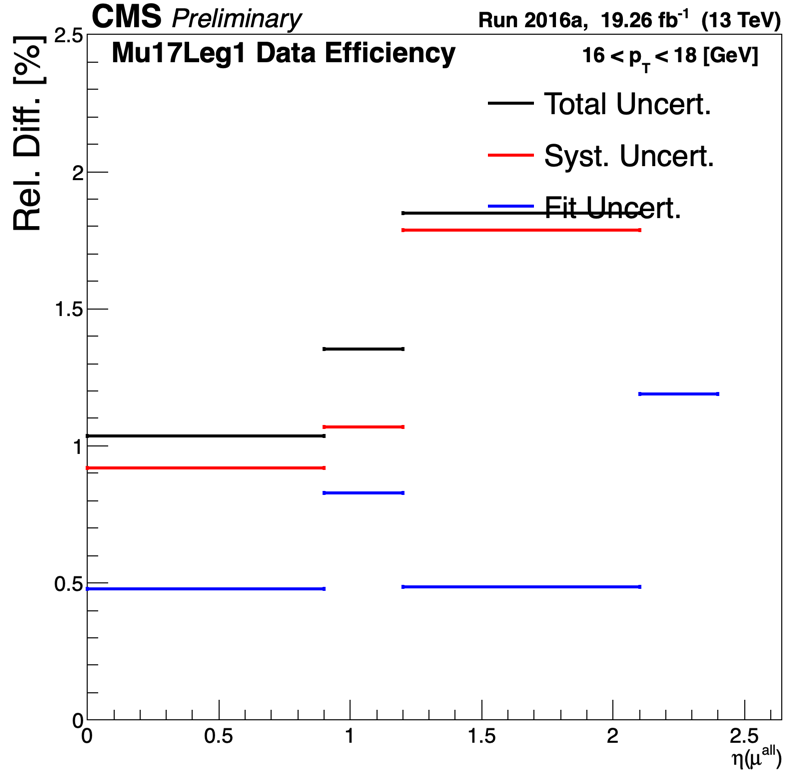 CMS Preliminary
Run 2016a, 19.26 fb⁻¹ (13 TeV)
Mu17Leg1 Data Efficiency
16 < p_T < 18 [GeV]
Total Uncert.
Syst. Uncert.
Fit Uncert.
Rel. Diff. [%]
2.5
2
1.5
1
0.5
0
0 0.5 1 1.5 2 2.5
η(μ^all)